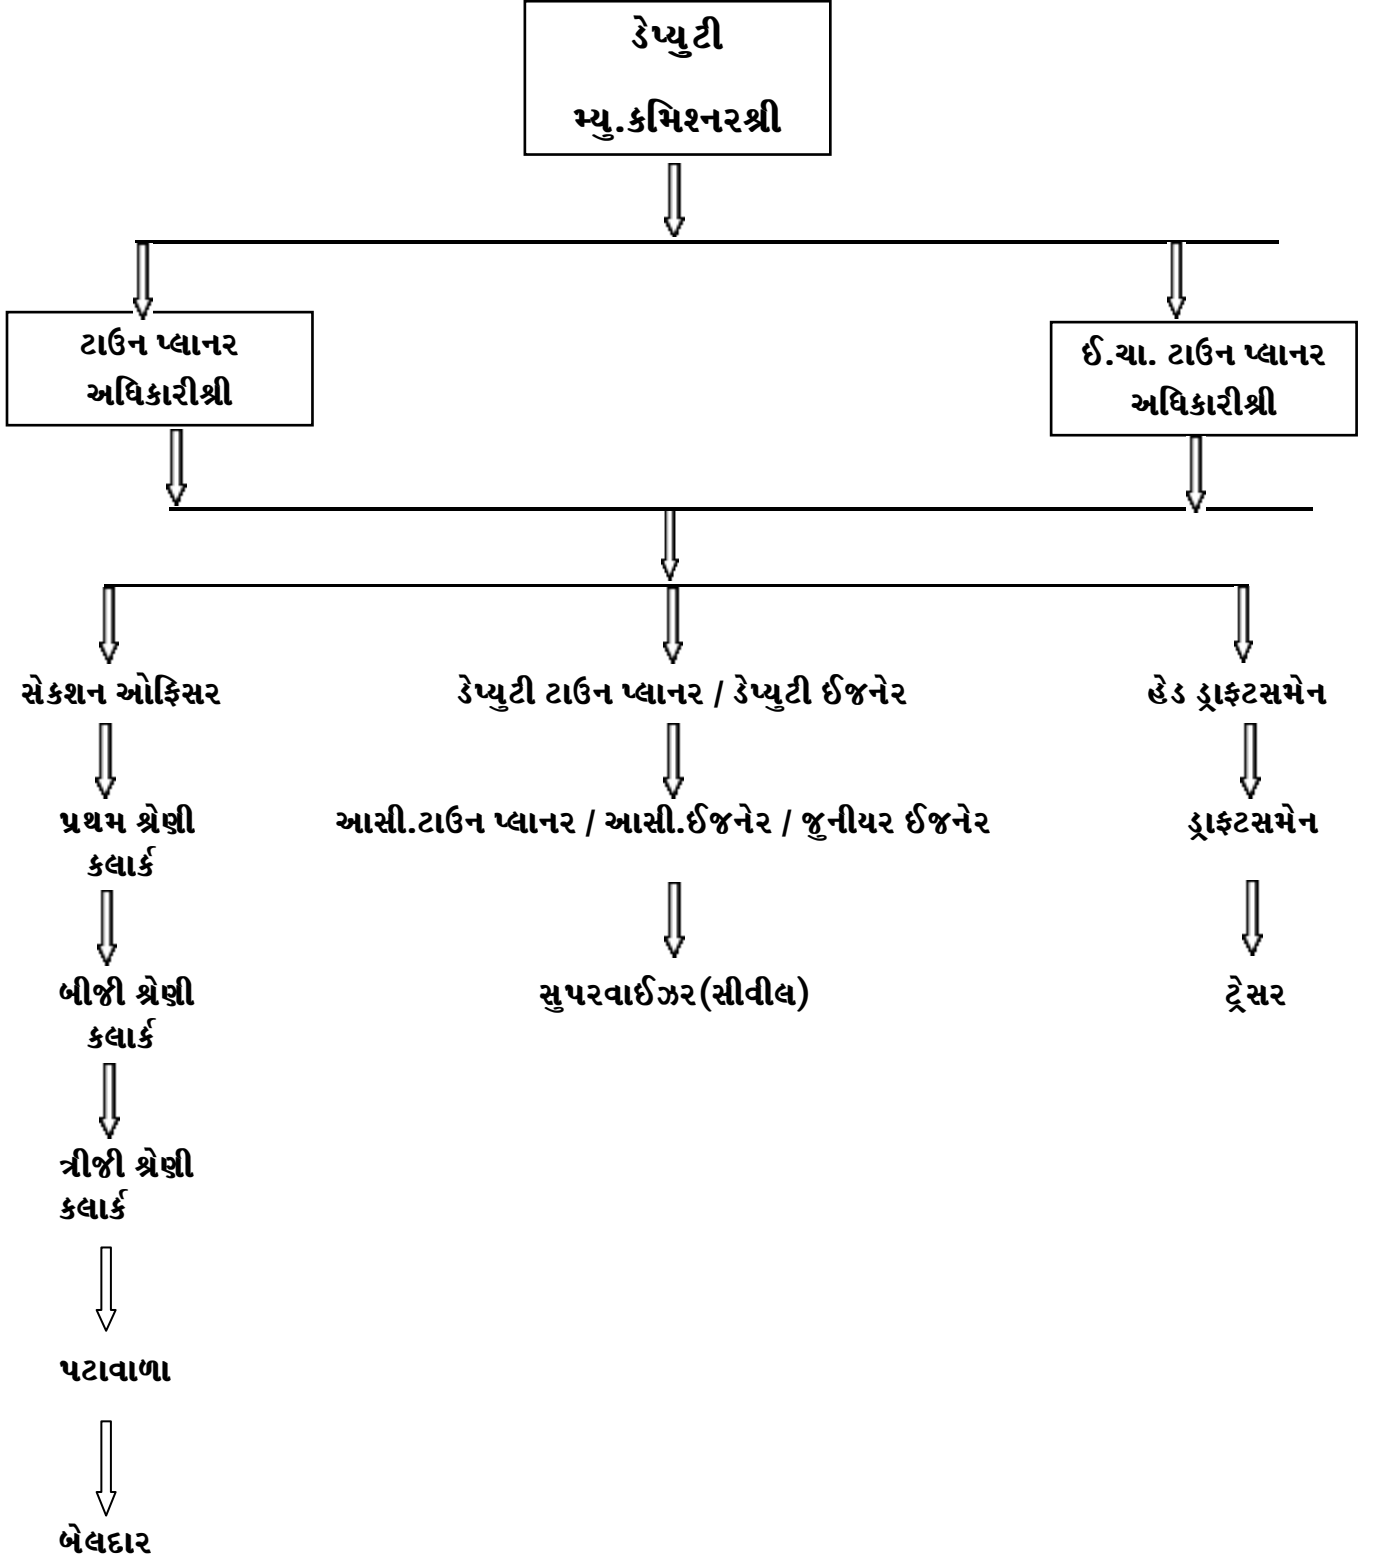 ડેપ્યુટી
મ્યુ.કમિશ્નરશ્રી
ટાઉન પ્લાનર
અધિકારીશ્રી
ઈ.ચા. ટાઉન પ્લાનર
અધિકારીશ્રી
સેકશન ઓફિસર
ડેપ્યુટી ટાઉન પ્લાનર / ડેપ્યુટી ઈજનેર
હેડ ડ્રાફટસમેન
પ્રથમ શ્રેણી
કલાર્ક
આસી.ટાઉન પ્લાનર / આસી.ઈજનેર / જુનીયર ઈજનેર
ડ્રાફટસમેન
બીજી શ્રેણી
કલાર્ક
સુપરવાઈઝર(સીવીલ)
ટ્રેસર
ત્રીજી શ્રેણી
કલાર્ક
પટાવાળા
બેલદાર